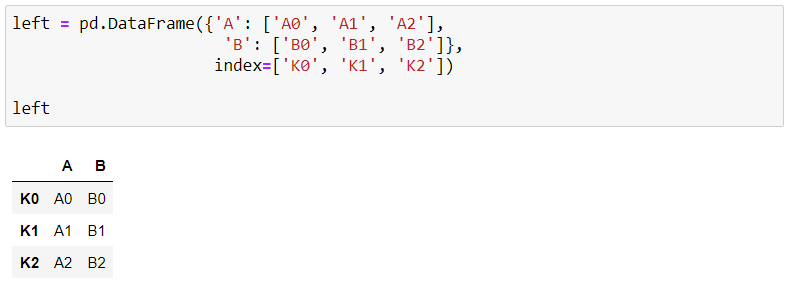 left = pd.DataFrame({'A': ['A0', 'A1', 'A2'],
                     'B': ['B0', 'B1', 'B2']},
                    index=['K0', 'K1', 'K2'])
left
A B
K0 A0 B0
K1 A1 B1
K2 A2 B2